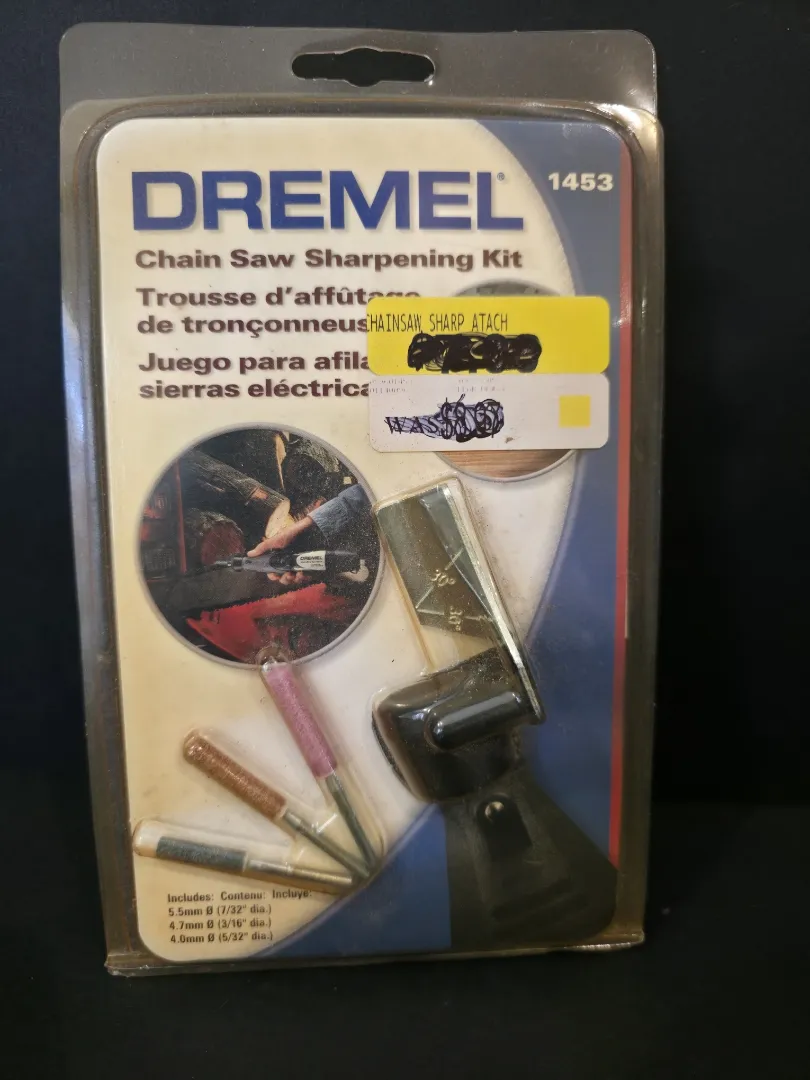 DREMEL®
1453
Chain Saw Sharpening Kit
Trousse d'affûtage
de tronçonneus
Juego para afila
sierras eléctrica
CHAINSAW SHARP ATACH
WAS
DREMEL
30°
30°
Includes: Contenu: Incluye:
5.5mm Ø (7/32" dia.)
4.7mm Ø (3/16" dia.)
4.0mm Ø (5/32" dia.)